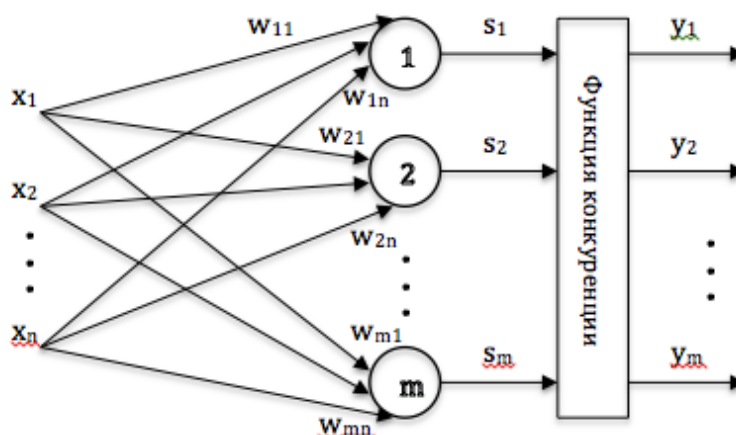 w11
s1
y1
1
x1
w1n
w21
s2
y2
x2
2
w2n
Функция конкуренции
xn
wm1
sm
ym
m
wmn